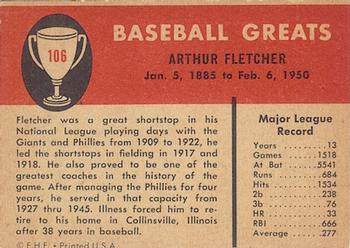 106
BASEBALL GREATS
ARTHUR FLETCHER
Jan. 5, 1885 to Feb. 6, 1950
Fletcher was a great shortstop in his
National League playing days with the
Giants and Phillies from 1909 to 1922, he
led the shortstops in fielding in 1917 and
1918. He also proved to be one of the
greatest coaches in the history of the
game. After managing the Phillies for four
years, he served in that capacity from
1927 thru 1945. Illness forced him to re-
tire to his home in Collinsville, Illinois
after 38 years in baseball.
© F.H.F. • Printed U.S.A.
Major League
Record
Years - - - - - 13
Games - - - - 1518
At Bat - - - - 5541
Runs - - - - - 684
Hits - - - - - 1534
2b - - - - - - 238
3b - - - - - - 76
HR - - - - - - 33
RBI - - - - - 666
Average - - - .277